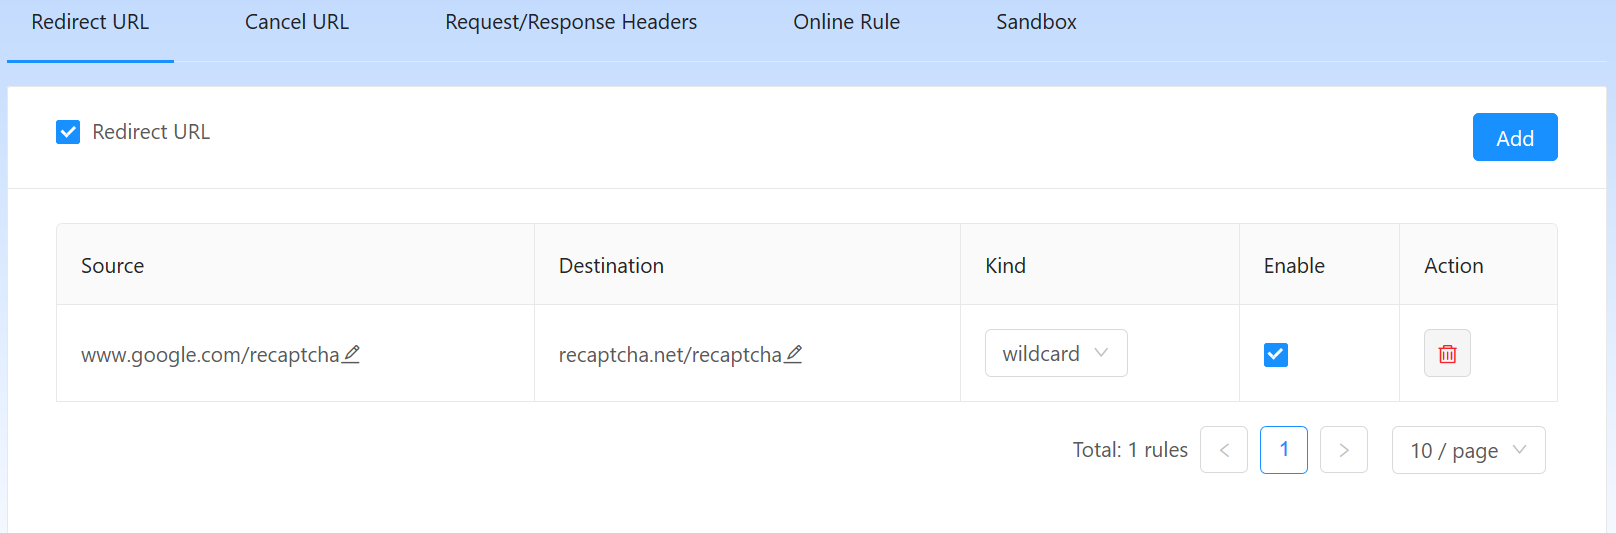 Redirect URL Cancel URL Request/Response Headers Online Rule Sandbox
Redirect URL Add
Source Destination Kind Enable Action
www.google.com/recaptcha recaptcha.net/recaptcha wildcard
Total: 1 rules < 1 > 10 / page